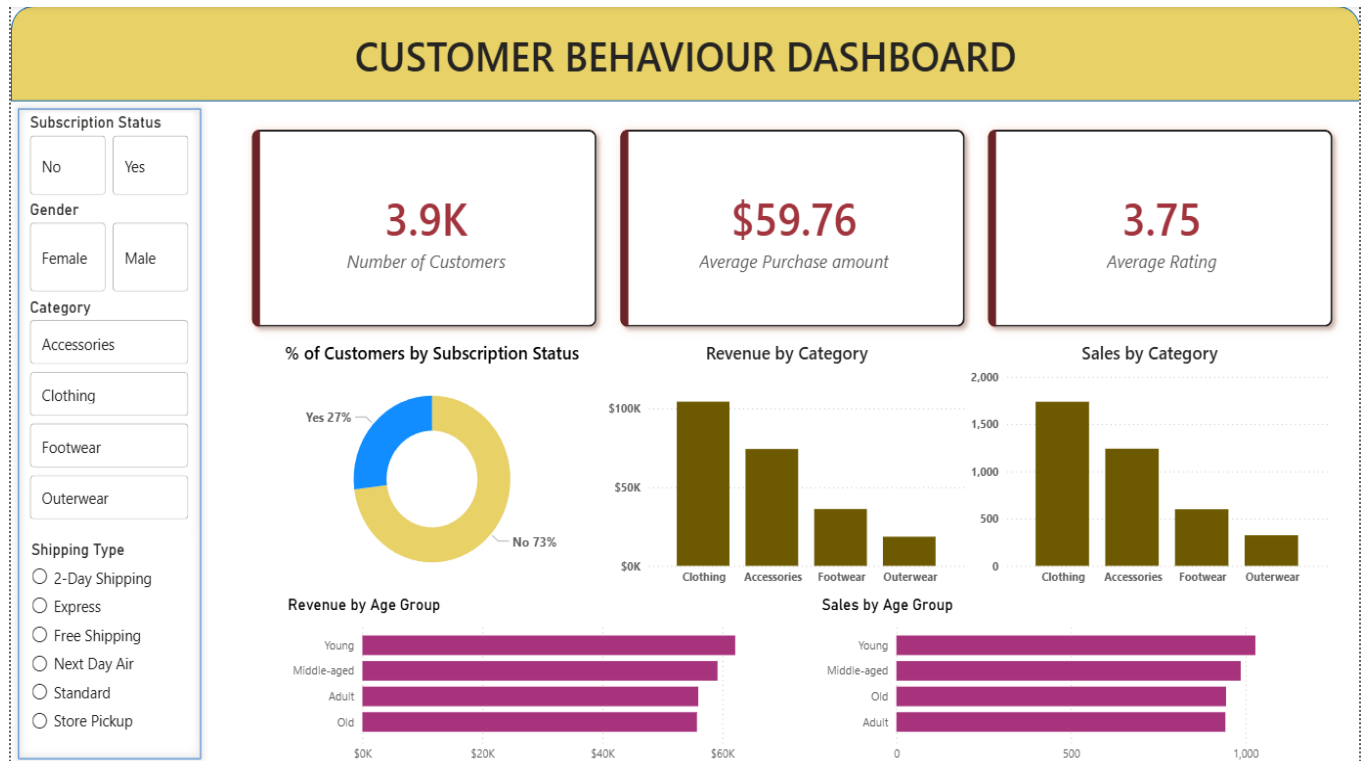 CUSTOMER BEHAVIOUR DASHBOARD
Subscription Status
No Yes
Gender
Female Male
Category
Accessories
Clothing
Footwear
Outerwear
Shipping Type
2-Day Shipping
Express
Free Shipping
Next Day Air
Standard
Store Pickup
3.9K
Number of Customers
$59.76
Average Purchase amount
3.75
Average Rating
% of Customers by Subscription Status
Yes 27%
No 73%
Revenue by Category
$100K
$50K
$0K
Clothing Accessories Footwear Outerwear
Sales by Category
2,000
1,500
1,000
500
0
Clothing Accessories Footwear Outerwear
Revenue by Age Group
Young
Middle-aged
Adult
Old
$0K $20K $40K $60K
Sales by Age Group
Young
Middle-aged
Old
Adult
0 500 1,000